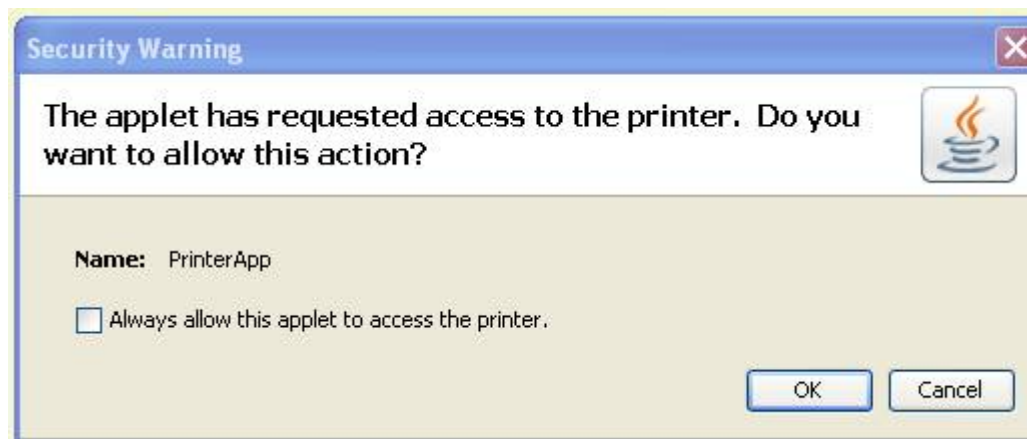 Security Warning
The applet has requested access to the printer. Do you
want to allow this action?
Name: PrinterApp
Always allow this applet to access the printer.
OK Cancel